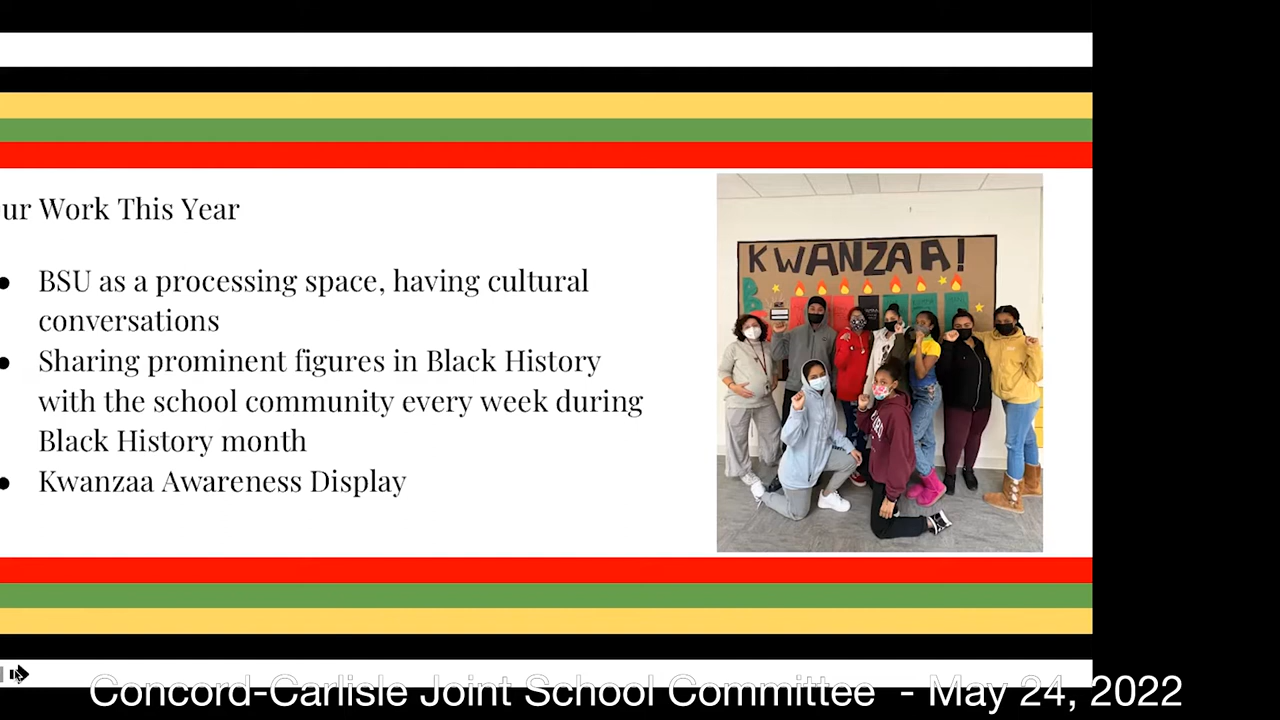 ur Work This Year
● BSU as a processing space, having cultural
conversations
● Sharing prominent figures in Black History
with the school community every week during
Black History month
● Kwanzaa Awareness Display
KWANZAA!
Concord-Carlisle Joint School Committee - May 24, 2022